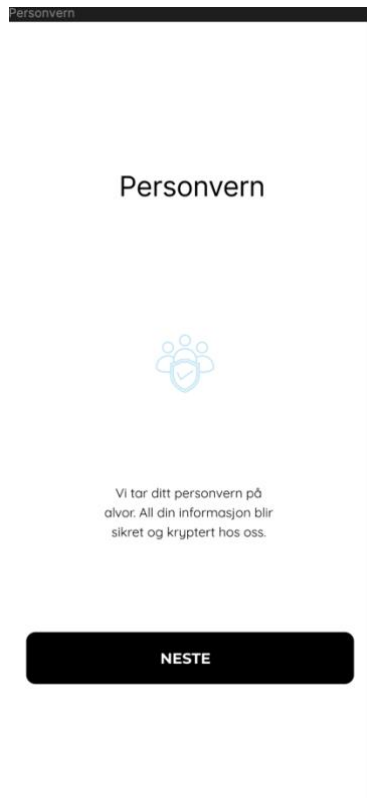 Personvern
Personvern
Vi tar ditt personvern på
alvor. All din informasjon blir
sikret og kryptert hos oss.
NESTE